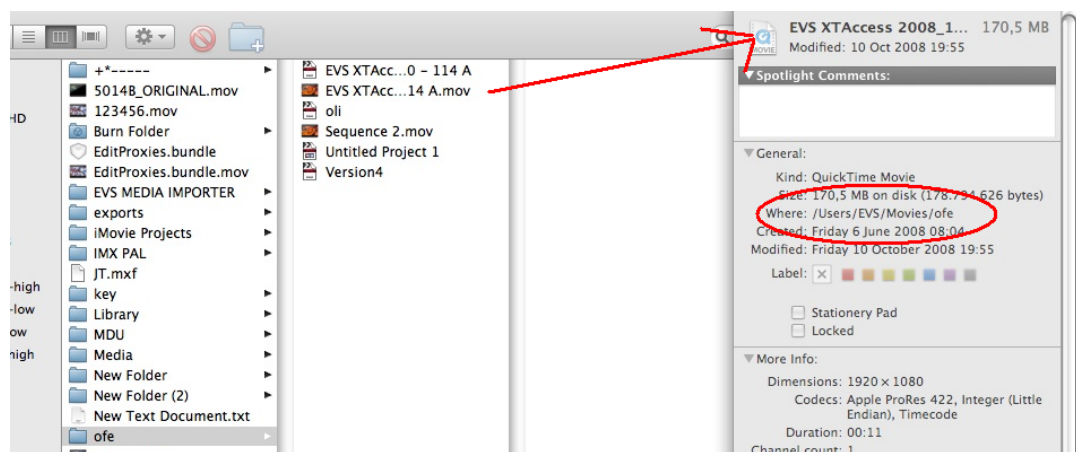 HD
-high
-low
ow
high
+*-----
5014B_ORIGINAL.mov
123456.mov
Burn Folder
EditProxies.bundle
EditProxies.bundle.mov
EVS MEDIA IMPORTER
exports
iMovie Projects
IMX PAL
JT.mxf
key
Library
MDU
Media
New Folder
New Folder (2)
New Text Document.txt
ofe
EVS XTAcc...0 – 114 A
EVS XTAcc...14 A.mov
oli
Sequence 2.mov
Untitled Project 1
Version4
MOVIE
EVS XTAccess 2008_1... 170,5 MB
Modified: 10 Oct 2008 19:55
Spotlight Comments:
General:
Kind: QuickTime Movie
Size: 170,5 MB on disk (178.794.626 bytes)
Where: /Users/EVS/Movies/ofe
Created: Friday 6 June 2008 08:04
Modified: Friday 10 October 2008 19:55
Label:
Stationery Pad
Locked
More Info:
Dimensions: 1920 × 1080
Codecs: Apple ProRes 422, Integer (Little
Endian), Timecode
Duration: 00:11
Channel count: 1